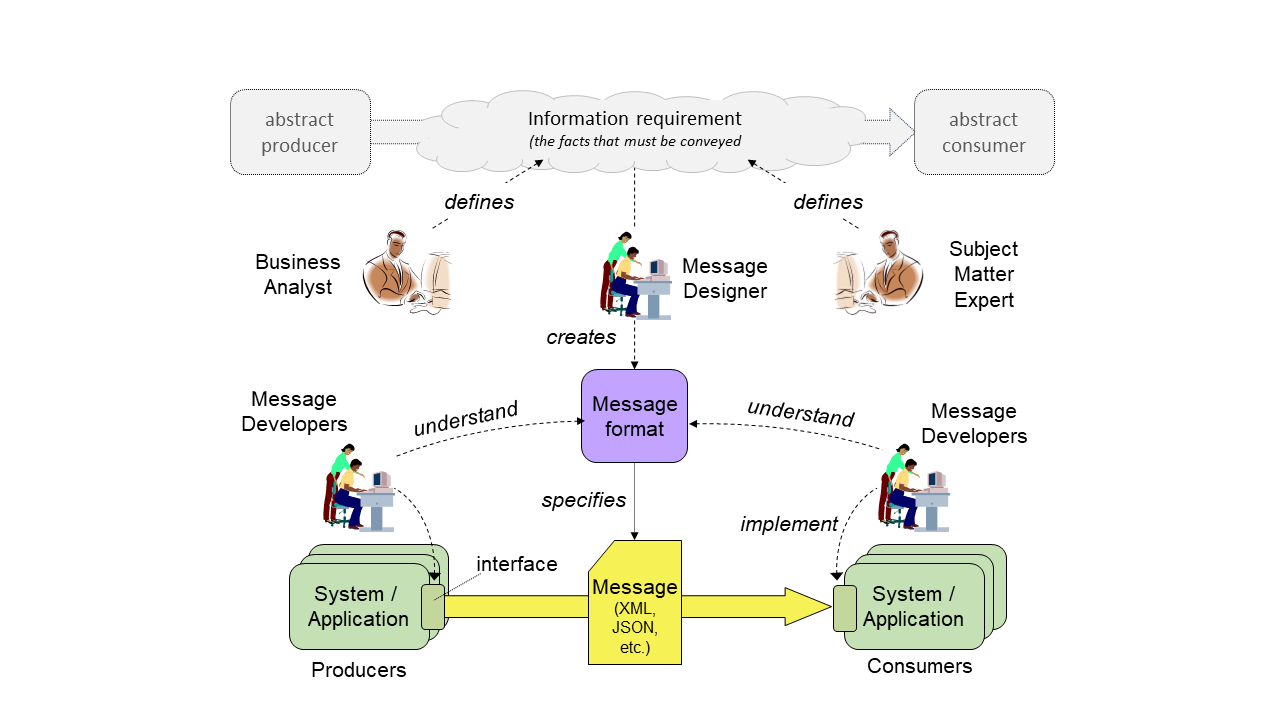 abstract
producer
Information requirement
(the facts that must be conveyed
abstract
consumer
defines
defines
Business
Analyst
Message
Designer
Subject
Matter
Expert
creates
Message
Developers
understand
Message
format
understand
Message
Developers
specifies
implement
interface
System /
Application
Message
(XML,
JSON,
etc.)
System /
Application
Producers
Consumers